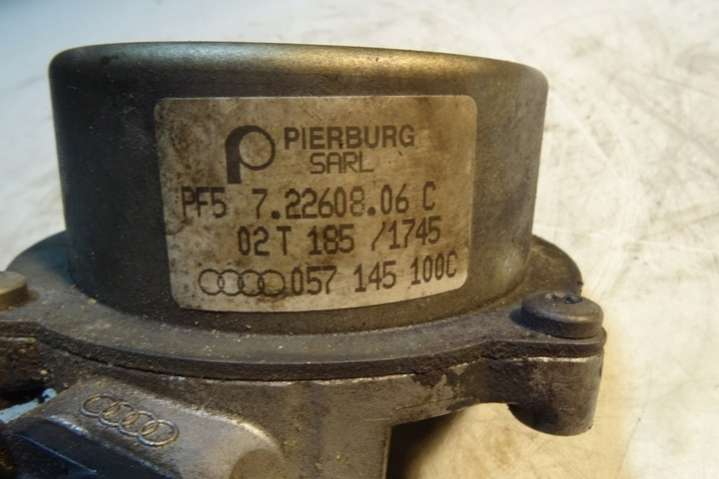 PIERBURG
SARL
PF5 7.22608.06 C
02T 185 /1745
057 145 100C